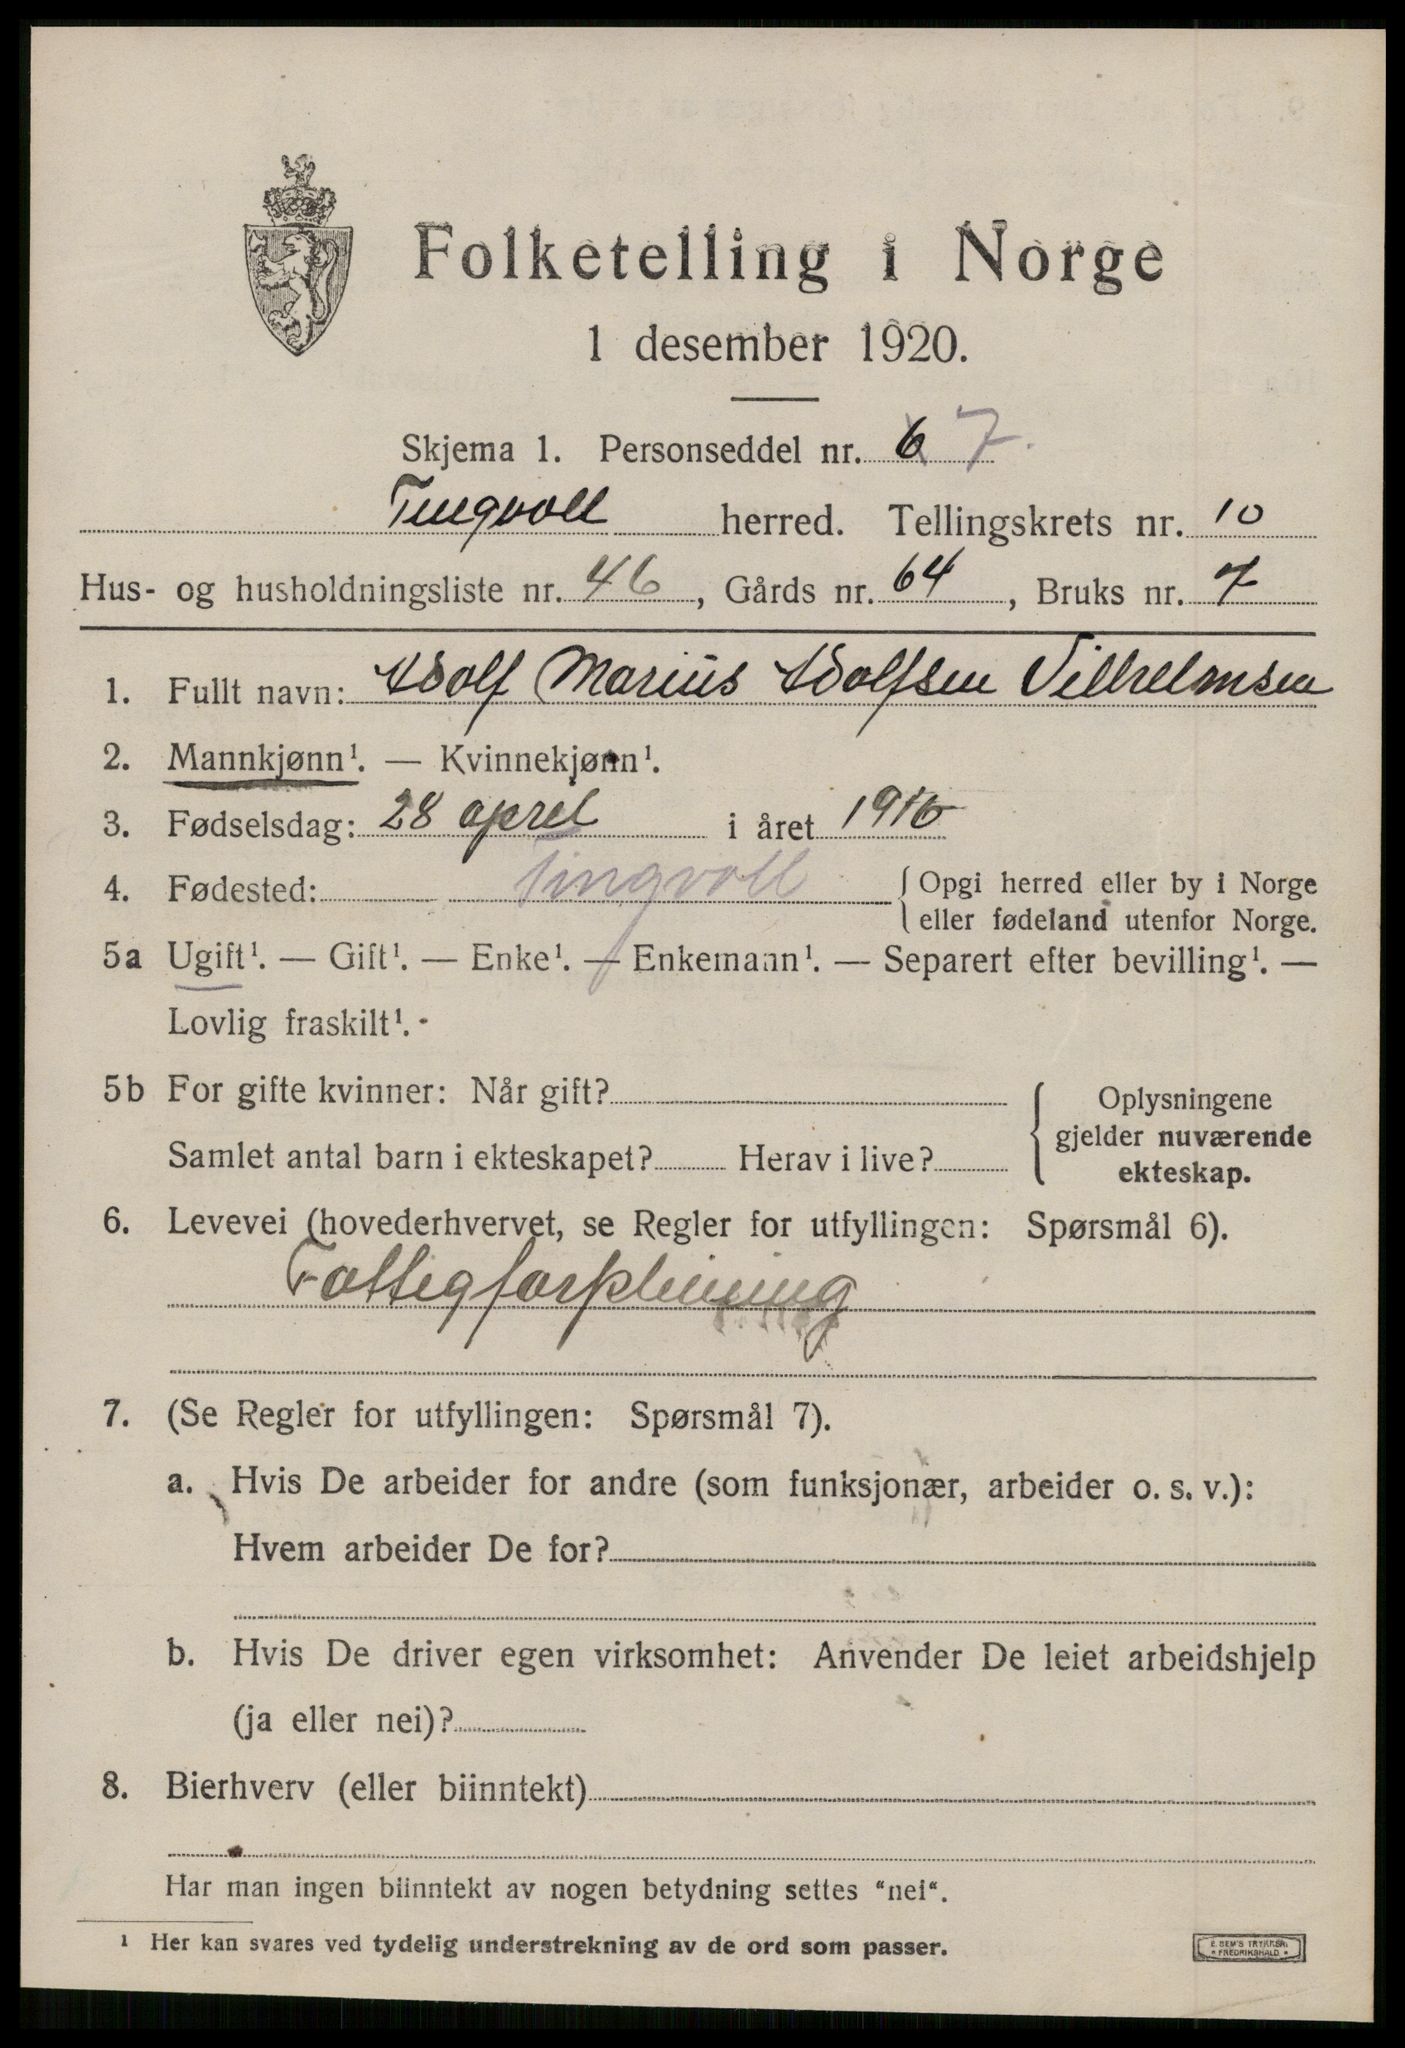 Folketelling i Norge
1 desember 1920.
Skjema 1. Personseddel nr. 6 7.
Tingvoll herred. Tellingskrets nr. 10
Hus- og husholdningsliste nr. 46, Gårds nr. 64, Bruks nr. 7
1. Fullt navn: Adolf Marius Adolfsen Vilhelmsen
2. Mannkjønn¹. — Kvinnekjønn¹.
3. Fødselsdag: 28 april i året 1916
4. Fødested: Tingvoll { Opgi herred eller by i Norge
eller fødeland utenfor Norge.
5a Ugift¹. — Gift¹. — Enke¹. — Enkemann¹. — Separert efter bevilling¹. —
Lovlig fraskilt¹.
5b For gifte kvinner: Når gift? { Oplysningene
gjelder nuværende
Samlet antal barn i ekteskapet? Herav i live?
ekteskap.
6. Levevei (hovederhvervet, se Regler for utfyllingen: Spørsmål 6).
Fattigforpleining
7. (Se Regler for utfyllingen: Spørsmål 7).
a. Hvis De arbeider for andre (som funksjonær, arbeider o. s. v.):
Hvem arbeider De for?
b. Hvis De driver egen virksomhet: Anvender De leiet arbeidshjelp
(ja eller nei)?
8. Bierhverv (eller biinntekt)
Har man ingen biinntekt av nogen betydning settes "nei".
¹ Her kan svares ved tydelig understrekning av de ord som passer.
E. SEM'S TRYKKERI
* FREDRIKSHALD *